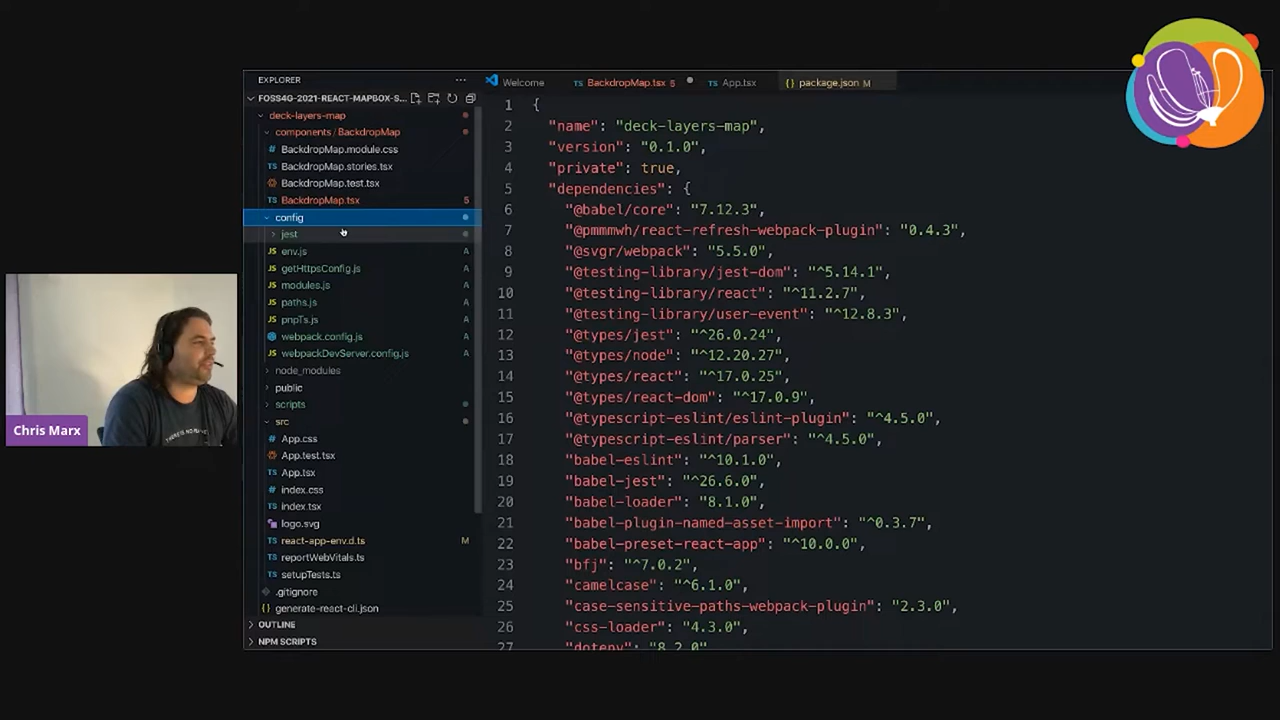 EXPLORER
FOSS4G-2021-REACT-MAPBOX-S...
deck-layers-map
components / BackdropMap
BackdropMap.module.css
BackdropMap.stories.tsx
BackdropMap.test.tsx
BackdropMap.tsx 5
config
jest
env.js A
getHttpsConfig.js A
modules.js A
paths.js A
pnpTs.js A
webpack.config.js A
webpackDevServer.config.js A
node_modules
public
scripts
src
App.css
App.test.tsx
App.tsx
index.css
index.tsx
logo.svg
react-app-env.d.ts M
reportWebVitals.ts
setupTests.ts
.gitignore
generate-react-cli.json
OUTLINE
NPM SCRIPTS
Welcome
BackdropMap.tsx 5
App.tsx
package.json M
1 {
2 "name": "deck-layers-map",
3 "version": "0.1.0",
4 "private": true,
5 "dependencies": {
6 "@babel/core": "7.12.3",
7 "@pmmmwh/react-refresh-webpack-plugin": "0.4.3",
8 "@svgr/webpack": "5.5.0",
9 "@testing-library/jest-dom": "^5.14.1",
10 "@testing-library/react": "^11.2.7",
11 "@testing-library/user-event": "^12.8.3",
12 "@types/jest": "^26.0.24",
13 "@types/node": "^12.20.27",
14 "@types/react": "^17.0.25",
15 "@types/react-dom": "^17.0.9",
16 "@typescript-eslint/eslint-plugin": "^4.5.0",
17 "@typescript-eslint/parser": "^4.5.0",
18 "babel-eslint": "^10.1.0",
19 "babel-jest": "^26.6.0",
20 "babel-loader": "8.1.0",
21 "babel-plugin-named-asset-import": "^0.3.7",
22 "babel-preset-react-app": "^10.0.0",
23 "bfj": "^7.0.2",
24 "camelcase": "^6.1.0",
25 "case-sensitive-paths-webpack-plugin": "2.3.0",
26 "css-loader": "4.3.0",
27 "dotenv": "8.2.0"
Chris Marx